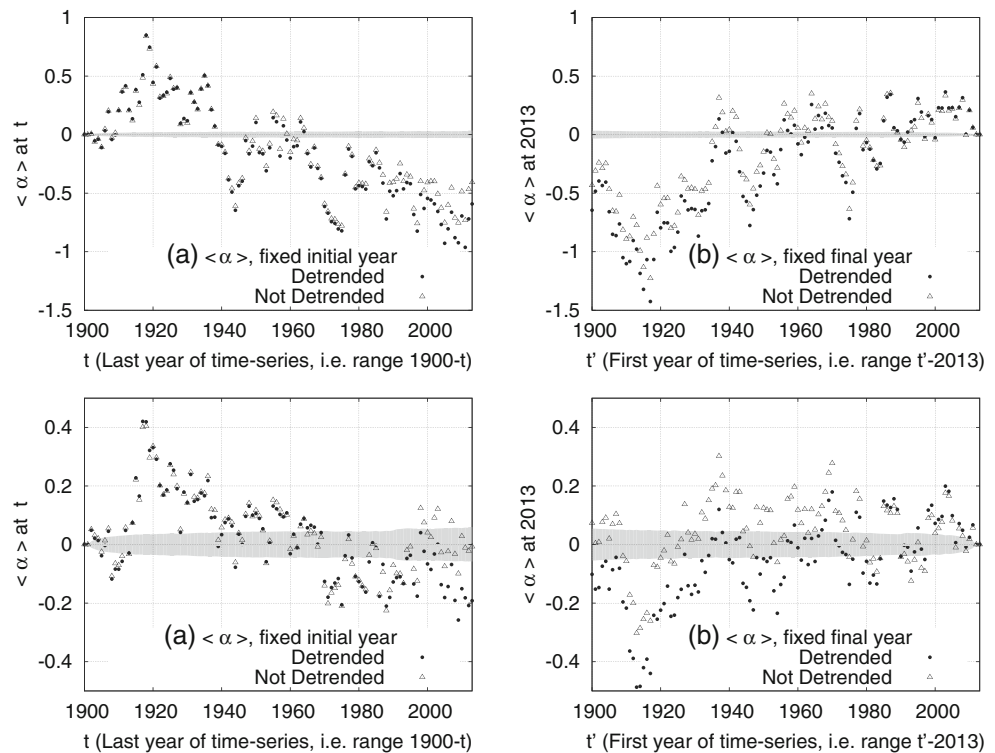 1
0.5
0
-0.5
-1
-1.5
< α > at t
(a) < α >, fixed initial year
Detrended
Not Detrended
1900 1920 1940 1960 1980 2000
t (Last year of time-series, i.e. range 1900-t)
1
0.5
0
-0.5
-1
-1.5
< α > at 2013
(b) < α >, fixed final year
Detrended
Not Detrended
1900 1920 1940 1960 1980 2000
t' (First year of time-series, i.e. range t'-2013)
0.4
0.2
0
-0.2
-0.4
< α > at t
(a) < α >, fixed initial year
Detrended
Not Detrended
1900 1920 1940 1960 1980 2000
t (Last year of time-series, i.e. range 1900-t)
0.4
0.2
0
-0.2
-0.4
< α > at 2013
(b) < α >, fixed final year
Detrended
Not Detrended
1900 1920 1940 1960 1980 2000
t' (First year of time-series, i.e. range t'-2013)